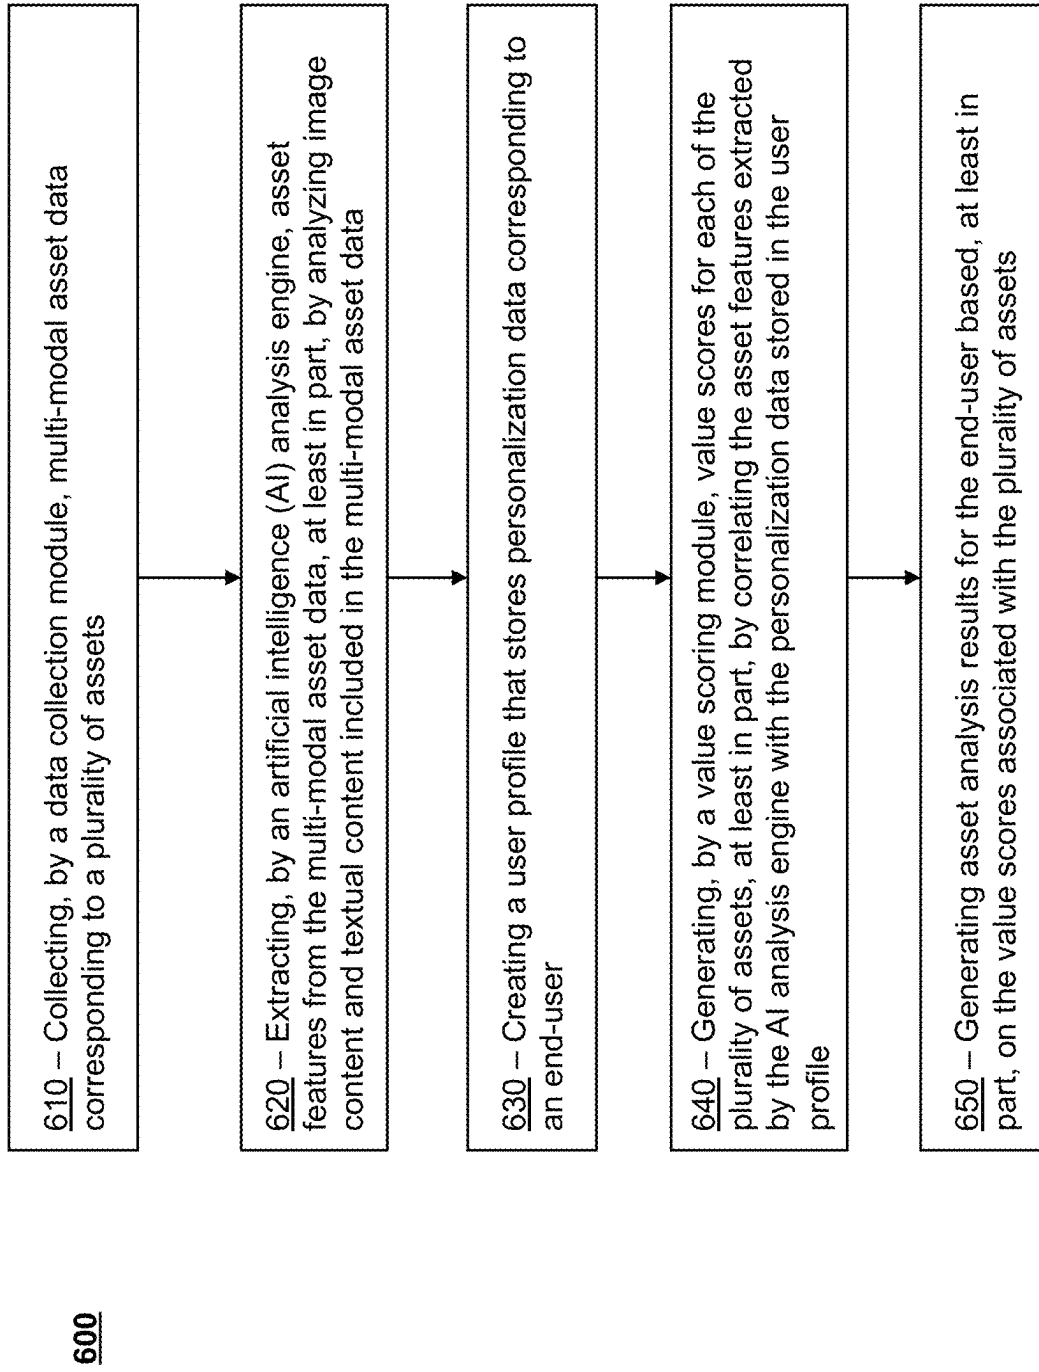 600
610 – Collecting, by a data collection module, multi-modal asset data
corresponding to a plurality of assets
620 – Extracting, by an artificial intelligence (AI) analysis engine, asset
features from the multi-modal asset data, at least in part, by analyzing image
content and textual content included in the multi-modal asset data
630 – Creating a user profile that stores personalization data corresponding to
an end-user
640 – Generating, by a value scoring module, value scores for each of the
plurality of assets, at least in part, by correlating the asset features extracted
by the AI analysis engine with the personalization data stored in the user
profile
650 – Generating asset analysis results for the end-user based, at least in
part, on the value scores associated with the plurality of assets